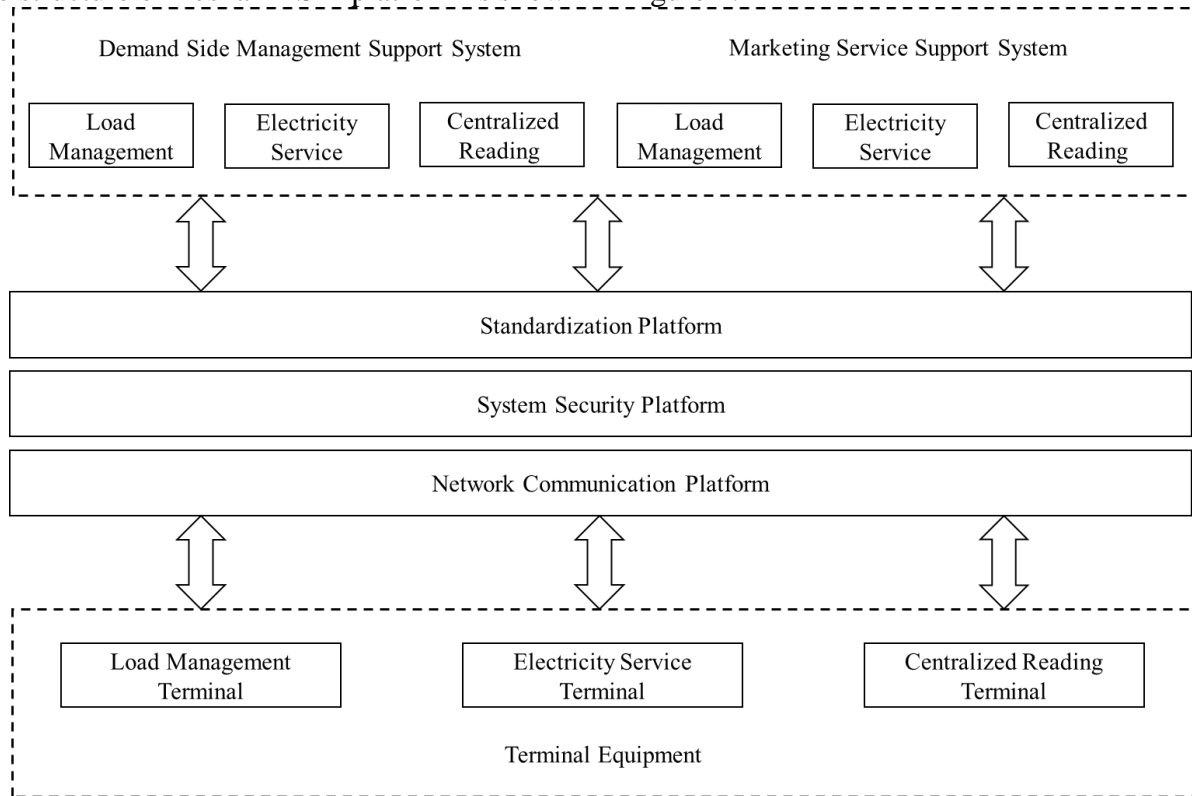 Demand Side Management Support System
Marketing Service Support System
Load
Management
Electricity
Service
Centralized
Reading
Load
Management
Electricity
Service
Centralized
Reading
Standardization Platform
System Security Platform
Network Communication Platform
Load Management
Terminal
Electricity Service
Terminal
Centralized Reading
Terminal
Terminal Equipment